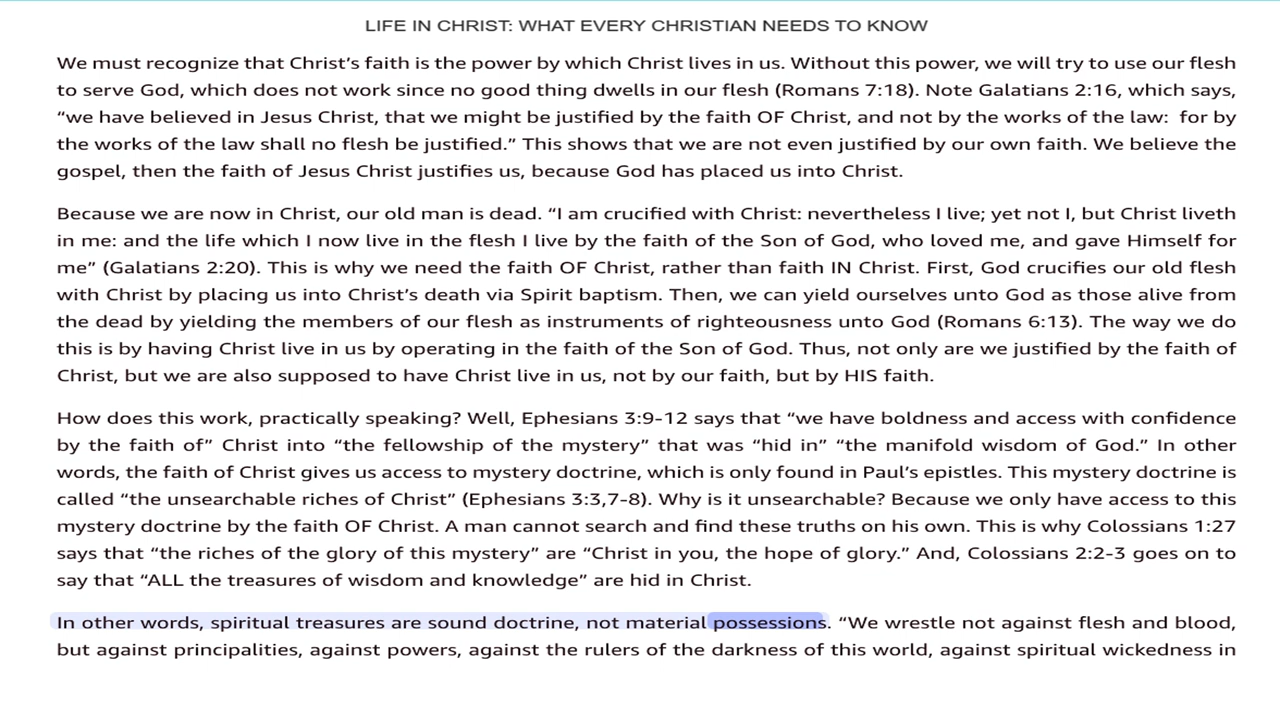 LIFE IN CHRIST: WHAT EVERY CHRISTIAN NEEDS TO KNOW
We must recognize that Christ’s faith is the power by which Christ lives in us. Without this power, we will try to use our flesh
to serve God, which does not work since no good thing dwells in our flesh (Romans 7:18). Note Galatians 2:16, which says,
“we have believed in Jesus Christ, that we might be justified by the faith OF Christ, and not by the works of the law:  for by
the works of the law shall no flesh be justified.” This shows that we are not even justified by our own faith. We believe the
gospel, then the faith of Jesus Christ justifies us, because God has placed us into Christ.
Because we are now in Christ, our old man is dead. “I am crucified with Christ: nevertheless I live; yet not I, but Christ liveth
in me: and the life which I now live in the flesh I live by the faith of the Son of God, who loved me, and gave Himself for
me” (Galatians 2:20). This is why we need the faith OF Christ, rather than faith IN Christ. First, God crucifies our old flesh
with Christ by placing us into Christ’s death via Spirit baptism. Then, we can yield ourselves unto God as those alive from
the dead by yielding the members of our flesh as instruments of righteousness unto God (Romans 6:13). The way we do
this is by having Christ live in us by operating in the faith of the Son of God. Thus, not only are we justified by the faith of
Christ, but we are also supposed to have Christ live in us, not by our faith, but by HIS faith.
How does this work, practically speaking? Well, Ephesians 3:9-12 says that “we have boldness and access with confidence
by the faith of” Christ into “the fellowship of the mystery” that was “hid in” “the manifold wisdom of God.” In other
words, the faith of Christ gives us access to mystery doctrine, which is only found in Paul’s epistles. This mystery doctrine is
called “the unsearchable riches of Christ” (Ephesians 3:3,7-8). Why is it unsearchable? Because we only have access to this
mystery doctrine by the faith OF Christ. A man cannot search and find these truths on his own. This is why Colossians 1:27
says that “the riches of the glory of this mystery” are “Christ in you, the hope of glory.” And, Colossians 2:2-3 goes on to
say that “ALL the treasures of wisdom and knowledge” are hid in Christ.
In other words, spiritual treasures are sound doctrine, not material possessions. “We wrestle not against flesh and blood,
but against principalities, against powers, against the rulers of the darkness of this world, against spiritual wickedness in